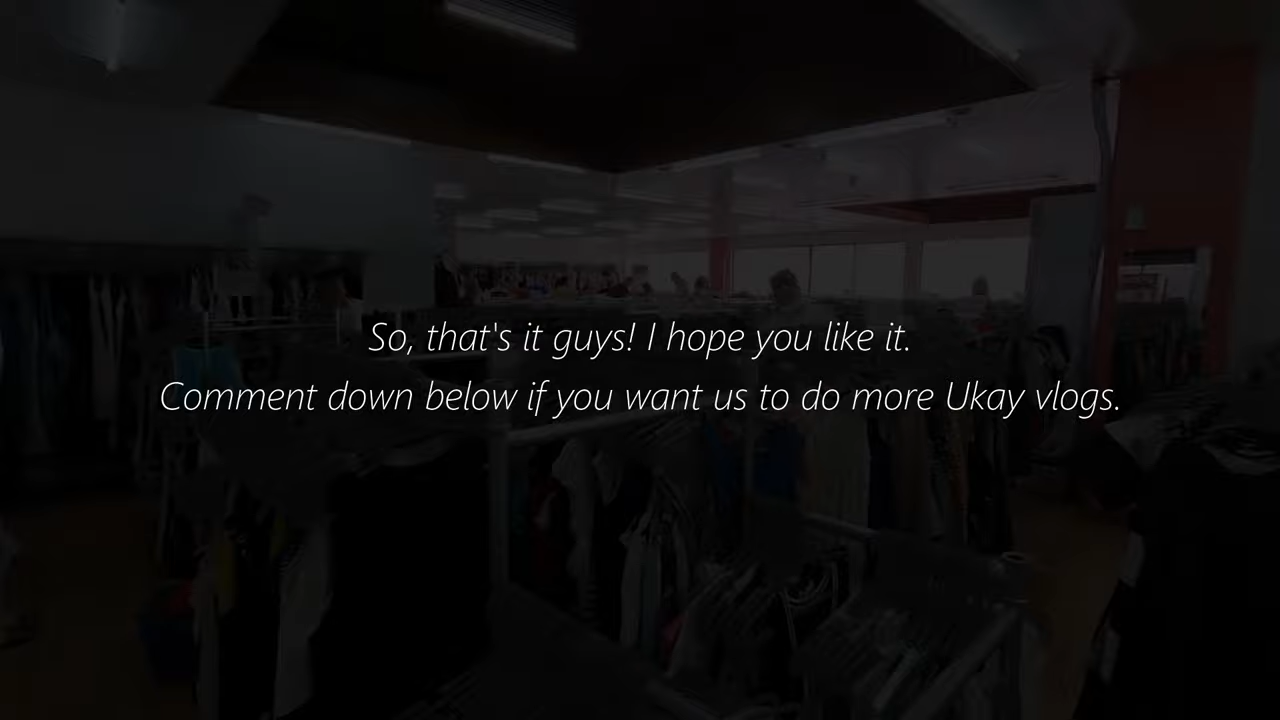 So, that's it guys! I hope you like it.
Comment down below if you want us to do more Ukay vlogs.